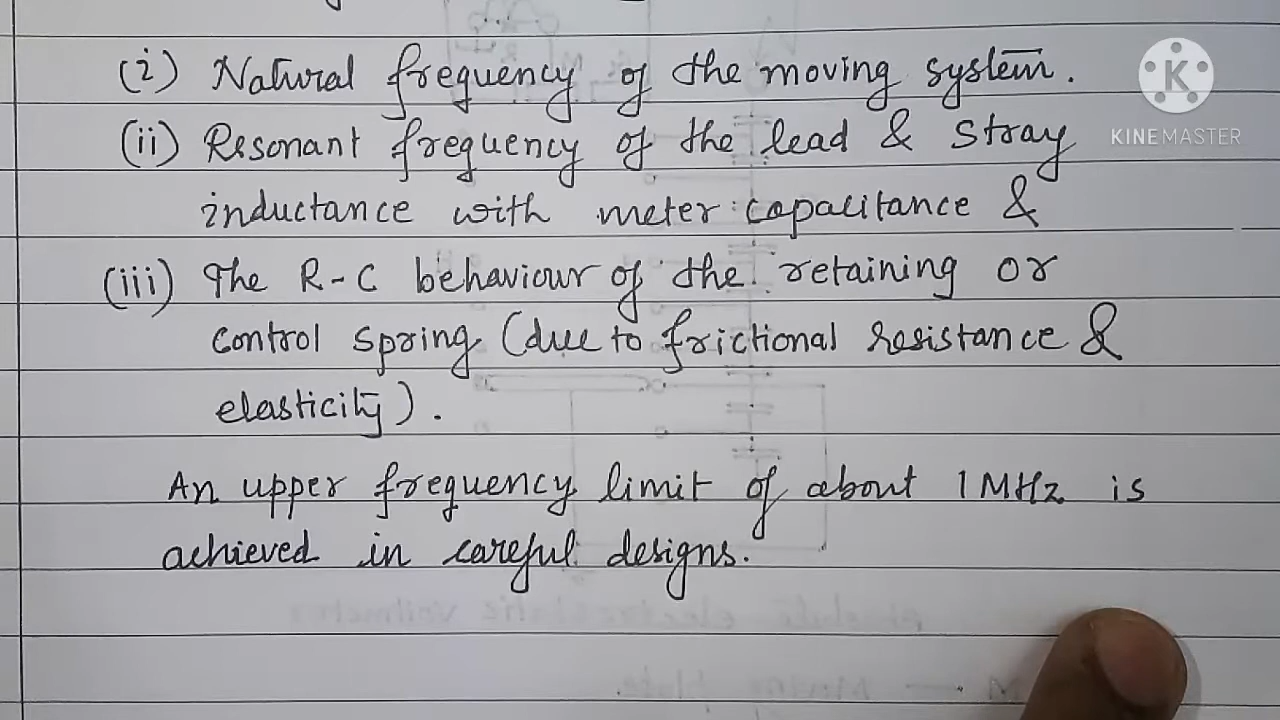 (i) Natural frequency of the moving system.
(ii) Resonant frequency of the lead & stray
inductance with meter capacitance &
(iii) The R-C behaviour of the retaining or
control spring (due to frictional resistance &
elasticity).
An upper frequency limit of about 1 MHz is
achieved in careful designs.
K
KINEMASTER